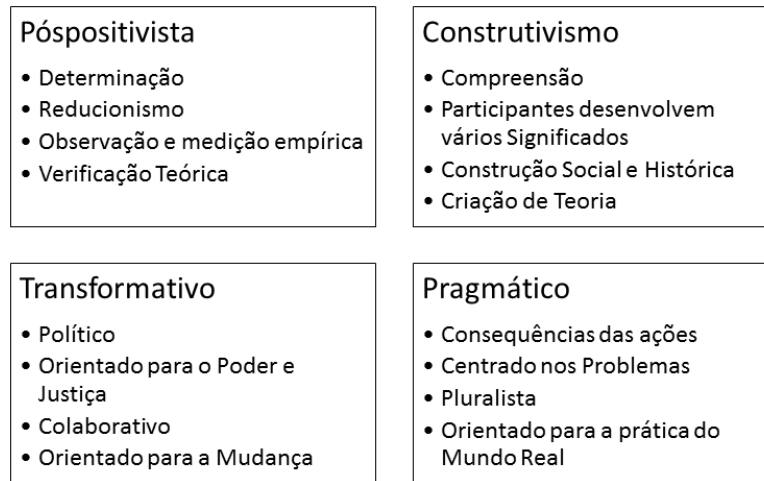 Póspositivista
• Determinação
• Reducionismo
• Observação e medição empírica
• Verificação Teórica
Construtivismo
• Compreensão
• Participantes desenvolvem
vários Significados
• Construção Social e Histórica
• Criação de Teoria
Transformativo
• Político
• Orientado para o Poder e
Justiça
• Colaborativo
• Orientado para a Mudança
Pragmático
• Consequências das ações
• Centrado nos Problemas
• Pluralista
• Orientado para a prática do
Mundo Real